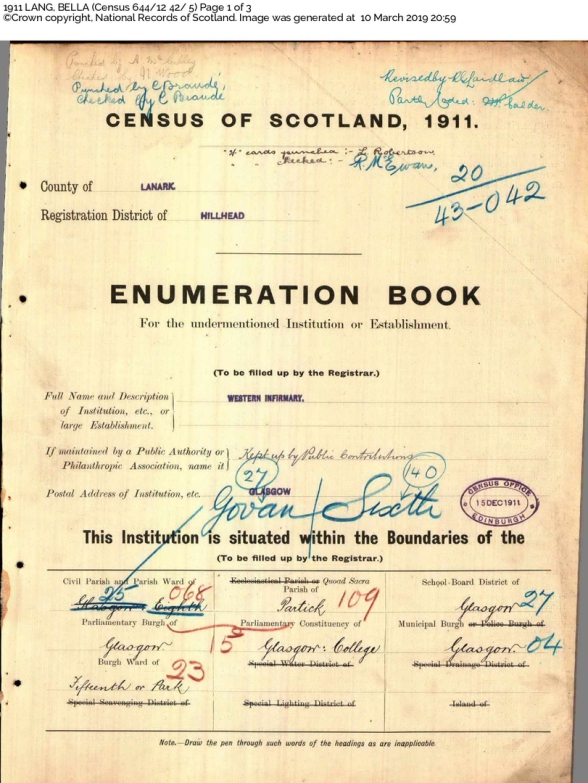 1911 LANG, BELLA (Census 644/12 42/ 5) Page 1 of 3
©Crown copyright, National Records of Scotland. Image was generated at 10 March 2019 20:59
Punched by C Braude,
Checked by C Braude
Revised by
Parth Coded:
CENSUS OF SCOTLAND, 1911.
"X" cards punched :- L Robertson
" " checked :- R. McEwan,
20
43-042
County of LANARK
Registration District of HILLHEAD
ENUMERATION BOOK
For the undermentioned Institution or Establishment.
(To be filled up by the Registrar.)
Full Name and Description
of Institution, etc., or
large Establishment.
WESTERN INFIRMARY.
If maintained by a Public Authority or
Philanthropic Association, name it
Kept up by Public Contributions
27
140
Postal Address of Institution, etc. GLASGOW
Govan Sixth
CENSUS OFFICE
15 DEC 1911
EDINBURGH
This Institution is situated within the Boundaries of the
(To be filled up by the Registrar.)
Civil Parish and Parish Ward of
25
068
Glasgow Eighth
Ecclesiastical Parish or Quoad Sacra
Parish of
Partick 109
School-Board District of
Glasgow 27
Parliamentary Burgh of
Glasgow 15
Parliamentary Constituency of
Glasgow: College
Municipal Burgh or Police Burgh of
Glasgow 04
Burgh Ward of
23
Fifteenth or Park
Special Water District of
Special Drainage District of
Special Scavenging District of
Special Lighting District of
Island of
Note.—Draw the pen through such words of the headings as are inapplicable.